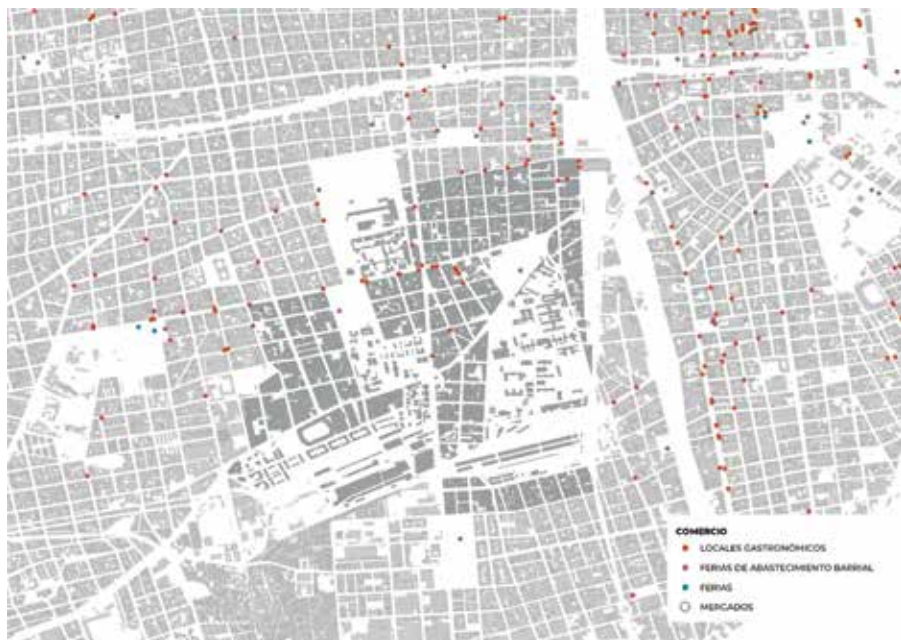 COMERCIO
LOCALES GASTRONÓMICOS
FERIAS DE ABASTECIMIENTO BARRIAL
FERIAS
MERCADOS